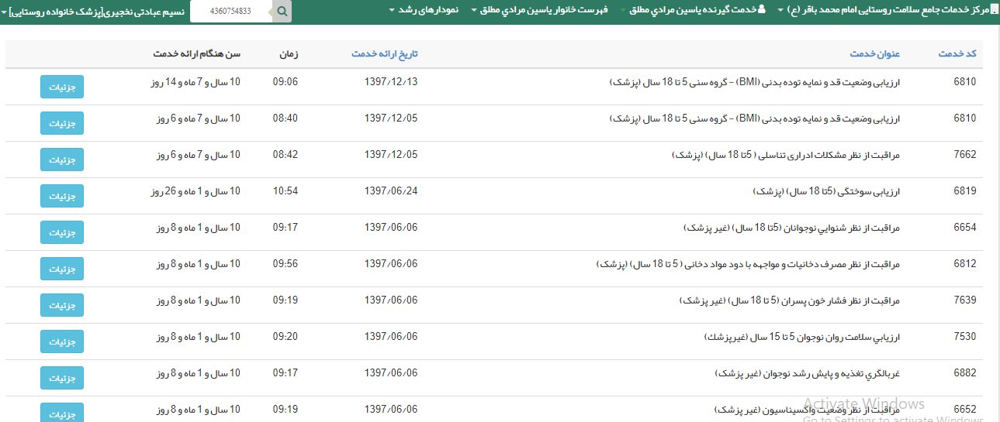 مرکز خدمات جامع سلامت روستایی امام محمد باقر (ع) خدمت گیرنده یاسین مرادي مطلق فهرست خانوار یاسین مرادي مطلق نمودارهای رشد 4360754833 نسیم عبادتی نخجیری[پزشک خانواده روستایی]
کد خدمت عنوان خدمت تاریخ ارائه خدمت زمان سن هنگام ارائه خدمت
6810 ارزیابی وضعیت قد و نمایه توده بدنی (BMI) - گروه سنی 5 تا 18 سال (پزشک) 1397/12/13 09:06 10 سال و 7 ماه و 14 روز جزئیات
6810 ارزیابی وضعیت قد و نمایه توده بدنی (BMI) - گروه سنی 5 تا 18 سال (پزشک) 1397/12/05 08:40 10 سال و 7 ماه و 6 روز جزئیات
7662 مراقبت از نظر مشکلات ادراری تناسلی ( 5تا 18 سال) (پزشک) 1397/12/05 08:42 10 سال و 7 ماه و 6 روز جزئیات
6819 ارزیابی سوختگی (5تا 18 سال) (پزشک) 1397/06/24 10:54 10 سال و 1 ماه و 26 روز جزئیات
6654 مراقبت از نظر شنوايي نوجوانان (5تا 18 سال) (غیر پزشک) 1397/06/06 09:17 10 سال و 1 ماه و 8 روز جزئیات
6812 مراقبت از نظر مصرف دخانیات و مواجهه با دود مواد دخانی ( 5 تا 18 سال) (پزشک) 1397/06/06 09:56 10 سال و 1 ماه و 8 روز جزئیات
7639 مراقبت از نظر فشار خون پسران (5 تا 18 سال) (غیر پزشک) 1397/06/06 09:19 10 سال و 1 ماه و 8 روز جزئیات
7530 ارزيابي سلامت روان نوجوان 5 تا 15 سال (غیرپزشك) 1397/06/06 09:20 10 سال و 1 ماه و 8 روز جزئیات
6882 غربالگري تغذیه و پایش رشد نوجوان (غیر پزشک) 1397/06/06 09:17 10 سال و 1 ماه و 8 روز جزئیات
6652 مراقبت از نظر وضعیت واکسیناسیون (غیر پزشک) 1397/06/06 09:19 10 سال و 1 ماه و 8 روز جزئیات
Activate Windows
Go to Settings to activate Windows